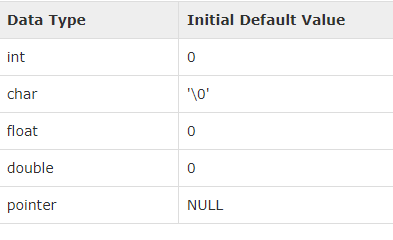 Data Type Initial Default Value
int 0
char '\0'
float 0
double 0
pointer NULL